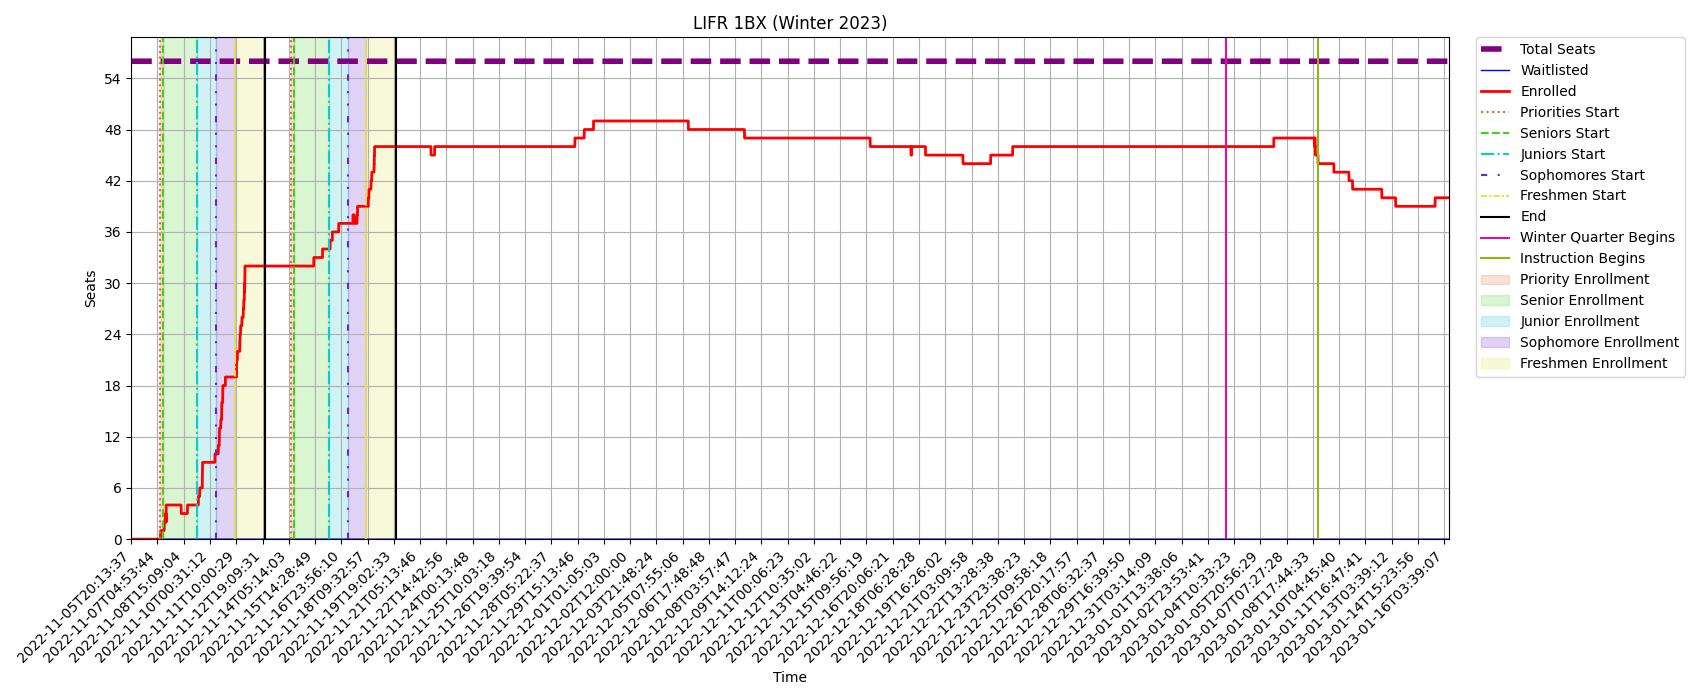 LIFR 1BX (Winter 2023)
Total Seats
Waitlisted
Enrolled
Priorities Start
Seniors Start
Juniors Start
Sophomores Start
Freshmen Start
End
Winter Quarter Begins
Instruction Begins
Priority Enrollment
Senior Enrollment
Junior Enrollment
Sophomore Enrollment
Freshmen Enrollment
Seats
54
48
42
36
30
24
18
12
6
0
2022-11-05T20:13:37
2022-11-07T04:53:44
2022-11-08T15:09:04
2022-11-10T00:31:12
2022-11-11T10:00:29
2022-11-12T19:09:31
2022-11-14T05:14:03
2022-11-15T14:28:49
2022-11-16T23:56:10
2022-11-18T09:32:57
2022-11-19T19:02:33
2022-11-21T05:13:46
2022-11-22T14:42:56
2022-11-24T00:13:48
2022-11-25T10:03:18
2022-11-26T19:39:54
2022-11-28T05:22:37
2022-11-29T15:13:46
2022-12-01T01:05:03
2022-12-02T12:00:00
2022-12-03T21:48:24
2022-12-05T07:55:06
2022-12-06T17:48:48
2022-12-08T03:57:47
2022-12-09T14:12:24
2022-12-11T00:06:23
2022-12-12T10:35:02
2022-12-13T04:46:22
2022-12-15T09:56:19
2022-12-16T20:06:21
2022-12-18T06:28:28
2022-12-19T16:26:02
2022-12-21T03:09:58
2022-12-22T13:28:38
2022-12-23T23:38:23
2022-12-25T09:58:18
2022-12-26T20:17:57
2022-12-28T06:32:37
2022-12-29T16:39:50
2022-12-31T03:14:09
2023-01-01T13:38:06
2023-01-02T23:53:41
2023-01-04T10:33:23
2023-01-05T20:56:29
2023-01-07T07:27:28
2023-01-08T17:44:33
2023-01-10T04:45:40
2023-01-11T16:47:41
2023-01-13T03:39:12
2023-01-14T15:23:56
2023-01-16T03:39:07
Time